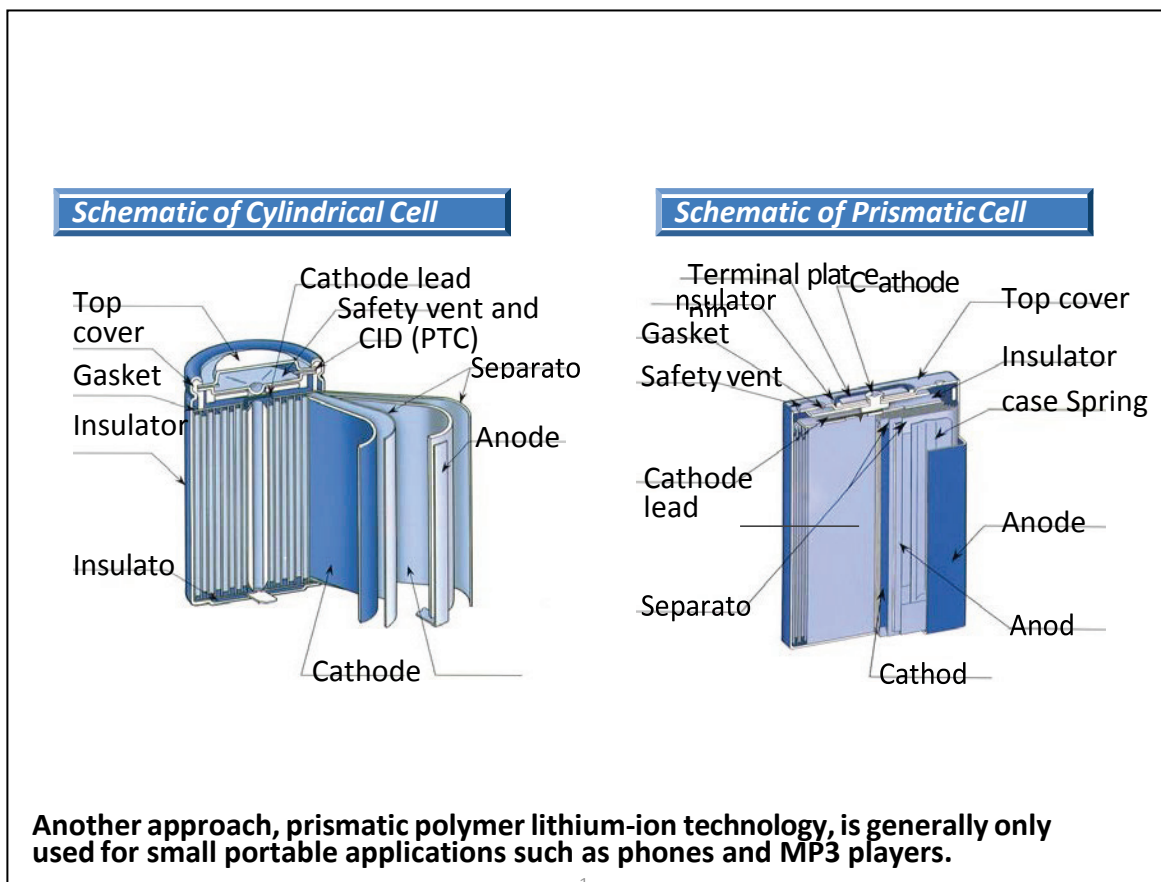 Schematic of Cylindrical Cell
Cathode lead
Top
cover
Safety vent and
CID (PTC)
Gasket
Separato
Insulator
Anode
Insulato
Cathode
Schematic of Prismatic Cell
Terminal plat e
C athode
nsulator
pin
Top cover
Gasket
Insulator
Safety vent
case Spring
Cathode
lead
Anode
Separato
Anod
Cathod
Another approach, prismatic polymer lithium-ion technology, is generally only
used for small portable applications such as phones and MP3 players.
1